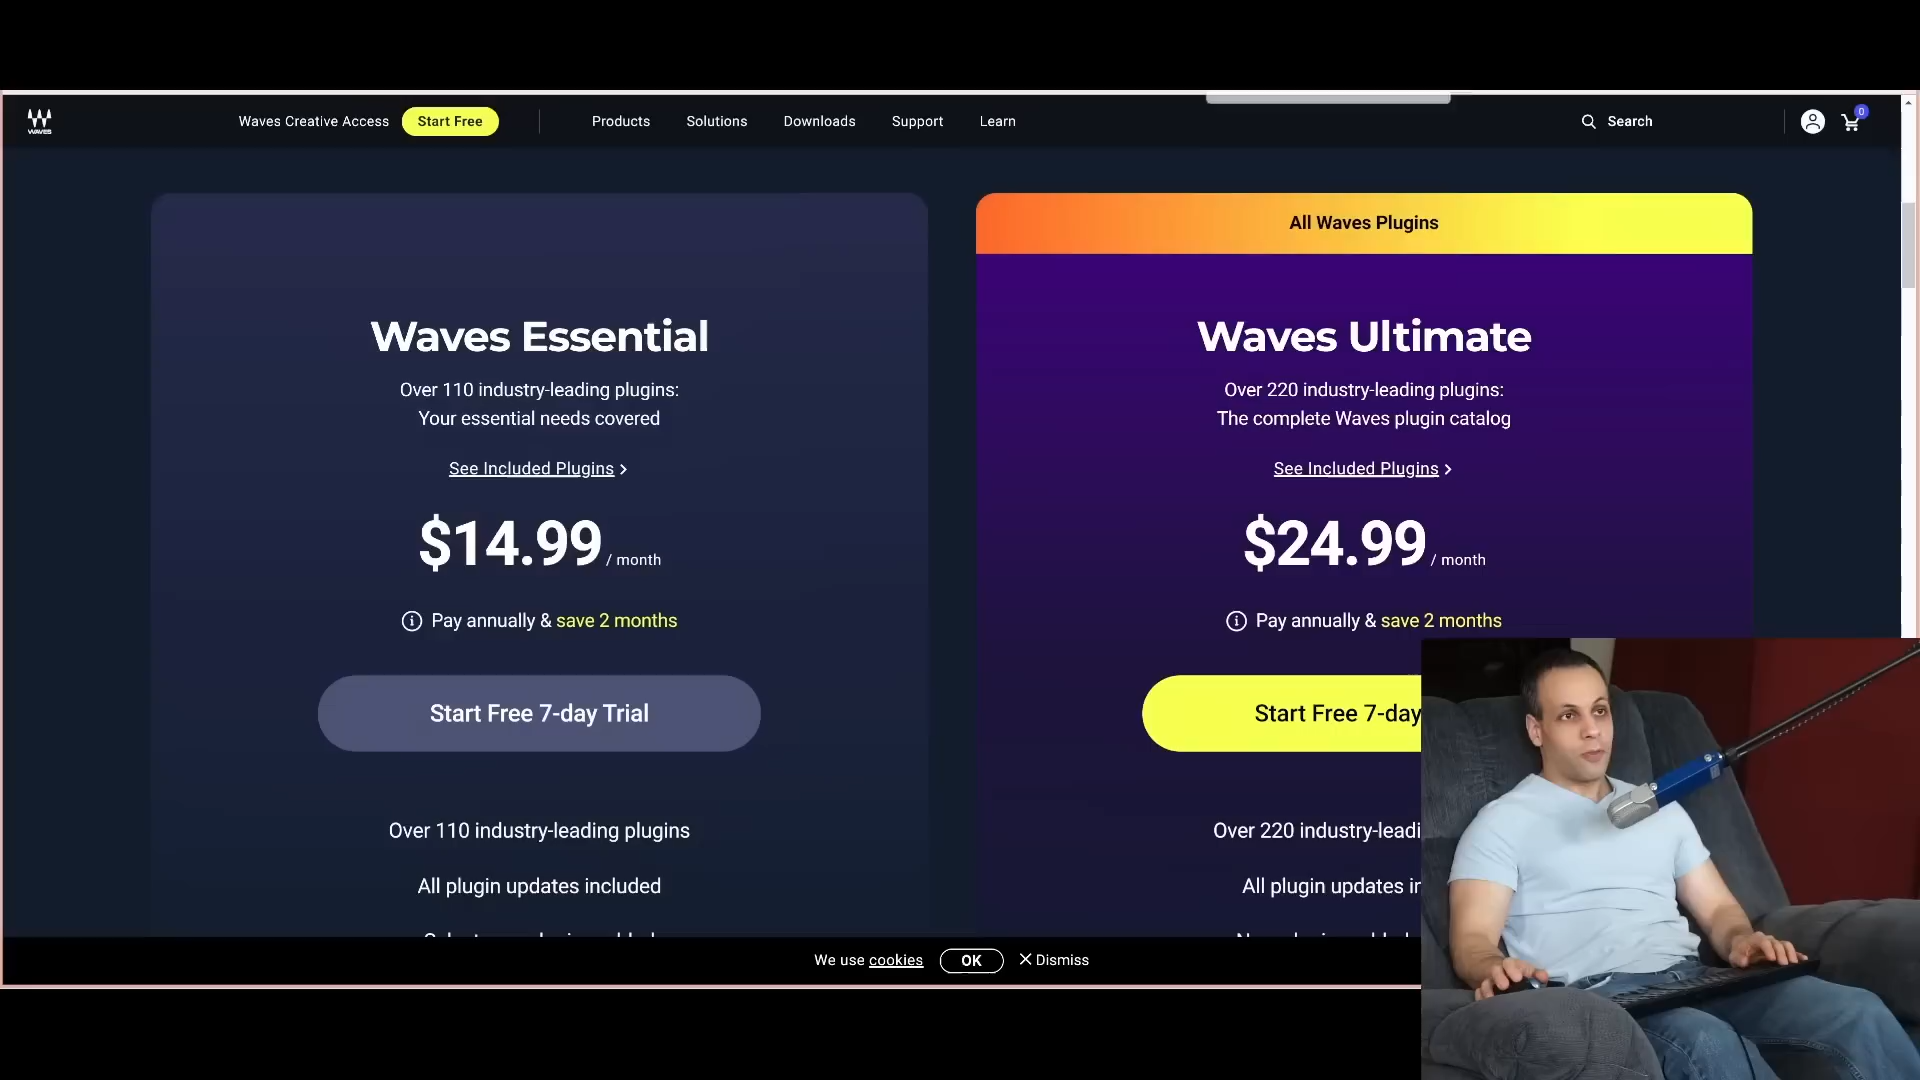 WAVES
Waves Creative Access
Start Free
Products
Solutions
Downloads
Support
Learn
Search
0
Waves Essential
Over 110 industry-leading plugins:
Your essential needs covered
See Included Plugins
$14.99 / month
Pay annually & save 2 months
Start Free 7-day Trial
Over 110 industry-leading plugins
All plugin updates included
All Waves Plugins
Waves Ultimate
Over 220 industry-leading plugins:
The complete Waves plugin catalog
See Included Plugins
$24.99 / month
Pay annually & save 2 months
Start Free 7-day
Over 220
All plugin updates
We use cookies
OK
Dismiss